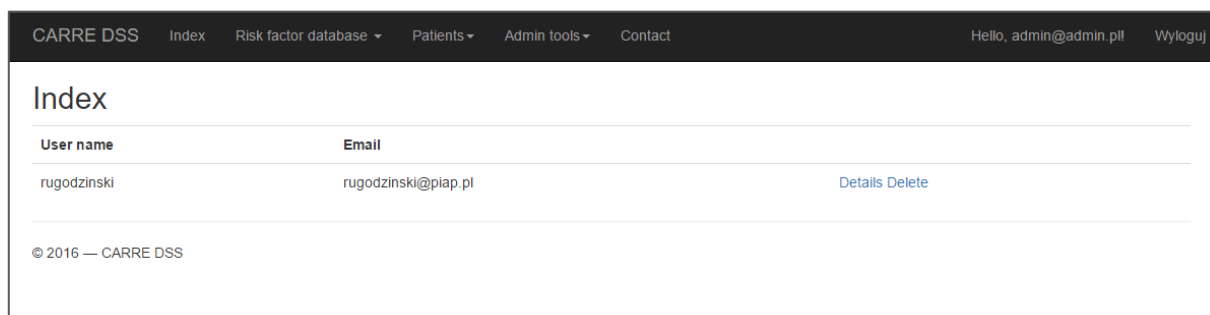 CARRE DSS Index Risk factor database Patients Admin tools Contact Hello, admin@admin.pl! Wyloguj
Index
User name Email
rugodzinski rugodzinski@piap.pl Details Delete
© 2016 — CARRE DSS